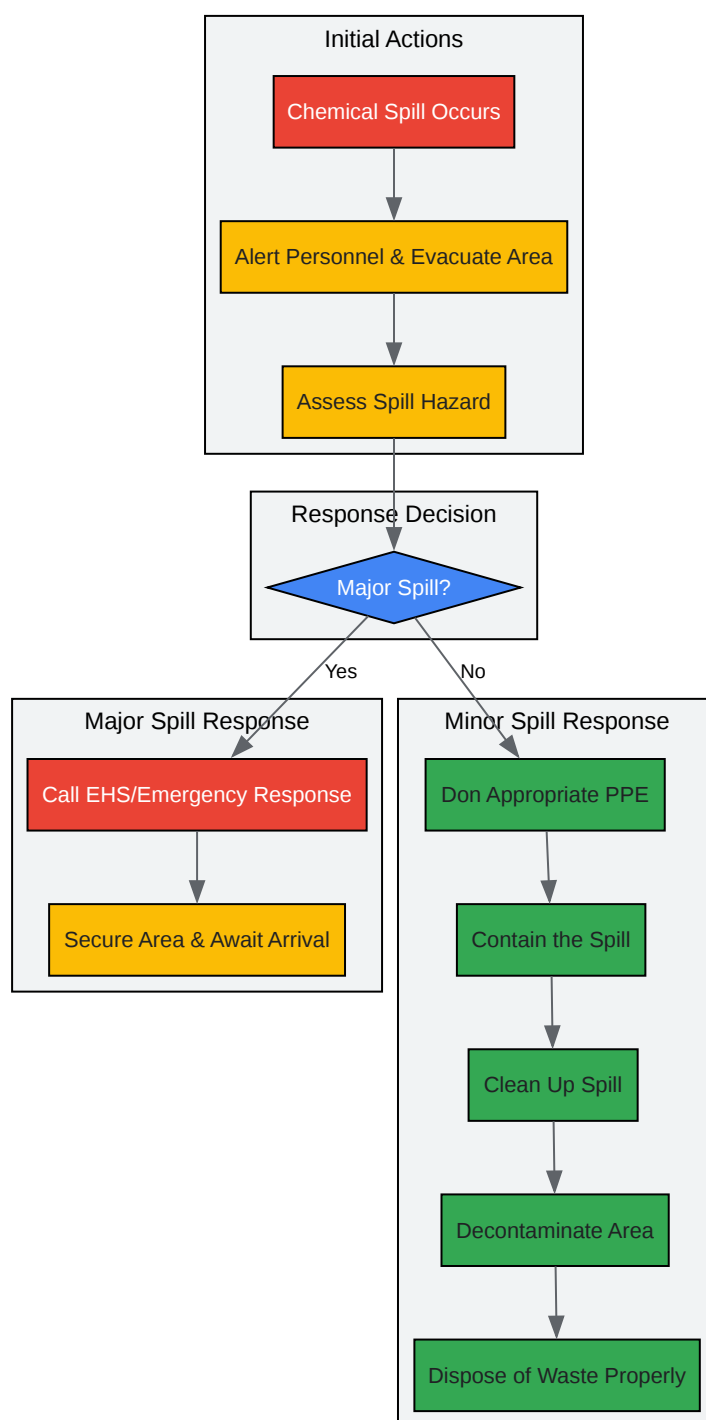 Initial Actions
Chemical Spill Occurs
Alert Personnel & Evacuate Area
Assess Spill Hazard
Response Decision
Major Spill?
Yes
No
Major Spill Response
Call EHS/Emergency Response
Secure Area & Await Arrival
Minor Spill Response
Don Appropriate PPE
Contain the Spill
Clean Up Spill
Decontaminate Area
Dispose of Waste Properly